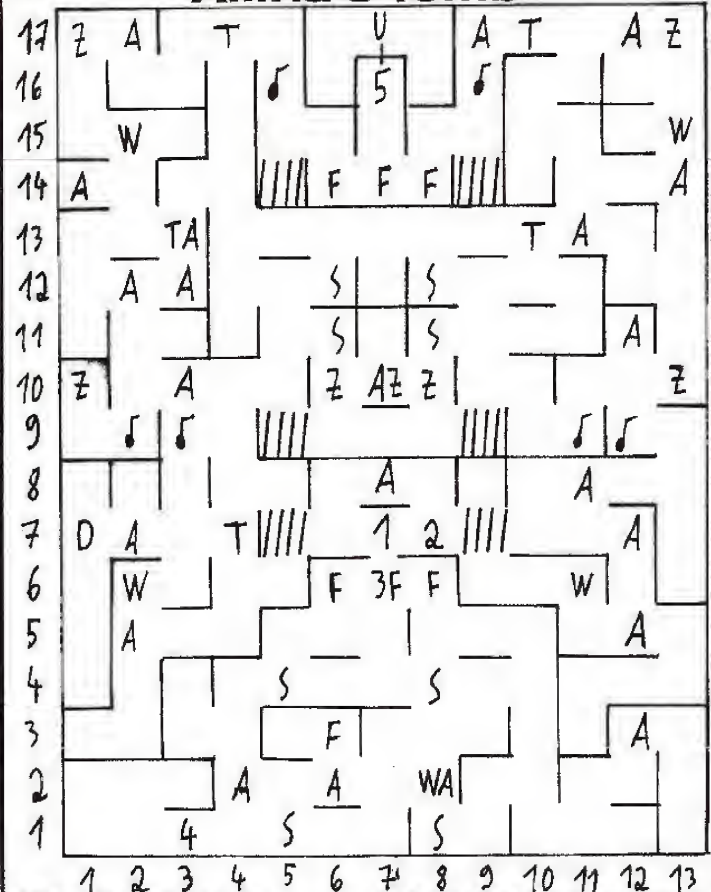 17 Z A T U A T A Z
16 ♪ 5 ♪
15 W W
14 A F F F A
13 TA T A
12 A A S S
11 S S A
10 Z A Z AZ Z Z
9 ♪ ♪ ♪ ♪
8 A A
7 D A T 1 2 A
6 W F 3F F W
5 A A
4 S S
3 F A
2 A A WA
1 4 S S
1 2 3 4 5 6 7 8 9 10 11 12 13